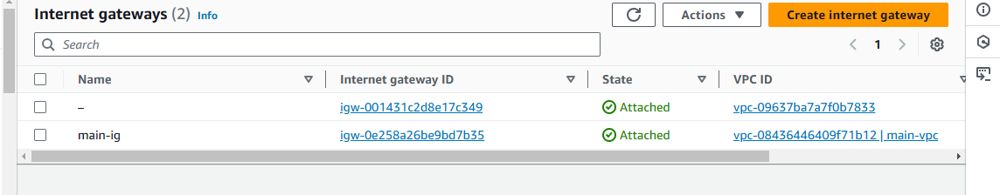 Internet gateways (2) Info
Actions
Create internet gateway
Search
1
Name Internet gateway ID State VPC ID
– igw-001431c2d8e17c349 Attached vpc-09637ba7a7f0b7833
main-ig igw-0e258a26be9bd7b35 Attached vpc-08436446409f71b12 | main-vpc